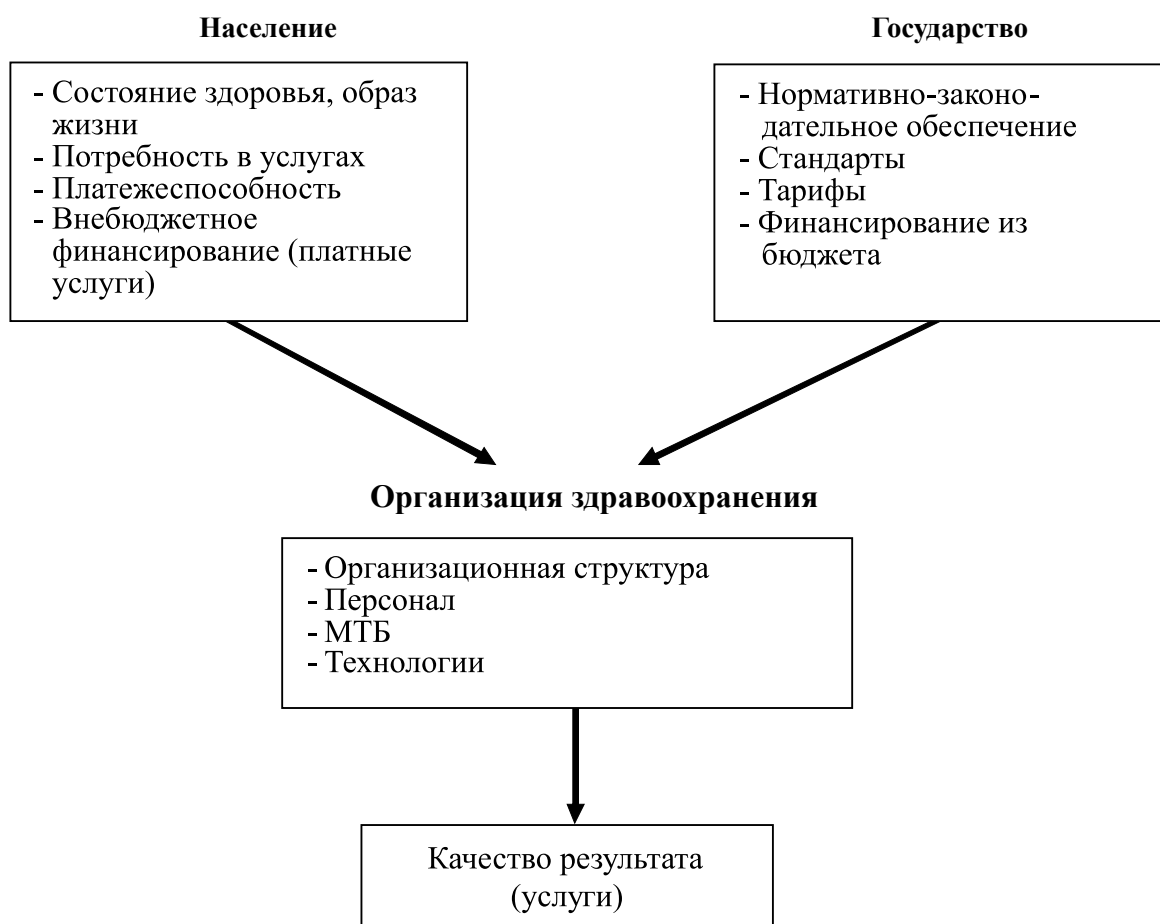 Население
- Состояние здоровья, образ
жизни
- Потребность в услугах
- Платежеспособность
- Внебюджетное
финансирование (платные
услуги)
Государство
- Нормативно-законо-
дательное обеспечение
- Стандарты
- Тарифы
- Финансирование из
бюджета
Организация здравоохранения
- Организационная структура
- Персонал
- МТБ
- Технологии
Качество результата
(услуги)